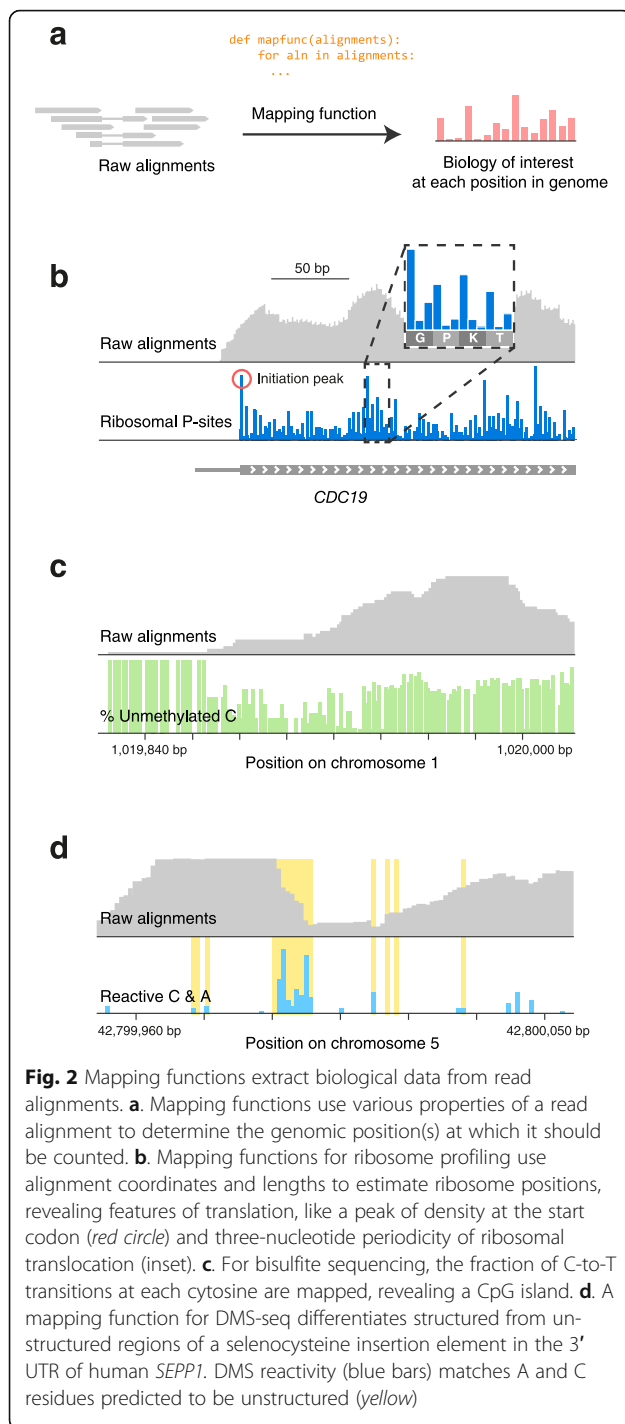 a
def mapfunc(alignments):
for aln in alignments:
...
Mapping function
Raw alignments
Biology of interest
at each position in genome
b
50 bp
Raw alignments
G P K T
Initiation peak
Ribosomal P-sites
CDC19
c
Raw alignments
% Unmethylated C
1,019,840 bp
1,020,000 bp
Position on chromosome 1
d
Raw alignments
Reactive C & A
42,799,960 bp
42,800,050 bp
Position on chromosome 5
Fig. 2 Mapping functions extract biological data from read
alignments. a. Mapping functions use various properties of a read
alignment to determine the genomic position(s) at which it should
be counted. b. Mapping functions for ribosome profiling use
alignment coordinates and lengths to estimate ribosome positions,
revealing features of translation, like a peak of density at the start
codon (red circle) and three-nucleotide periodicity of ribosomal
translocation (inset). c. For bisulfite sequencing, the fraction of C-to-T
transitions at each cytosine are mapped, revealing a CpG island. d. A
mapping function for DMS-seq differentiates structured from un-
structured regions of a selenocysteine insertion element in the 3′
UTR of human SEPP1. DMS reactivity (blue bars) matches A and C
residues predicted to be unstructured (yellow)